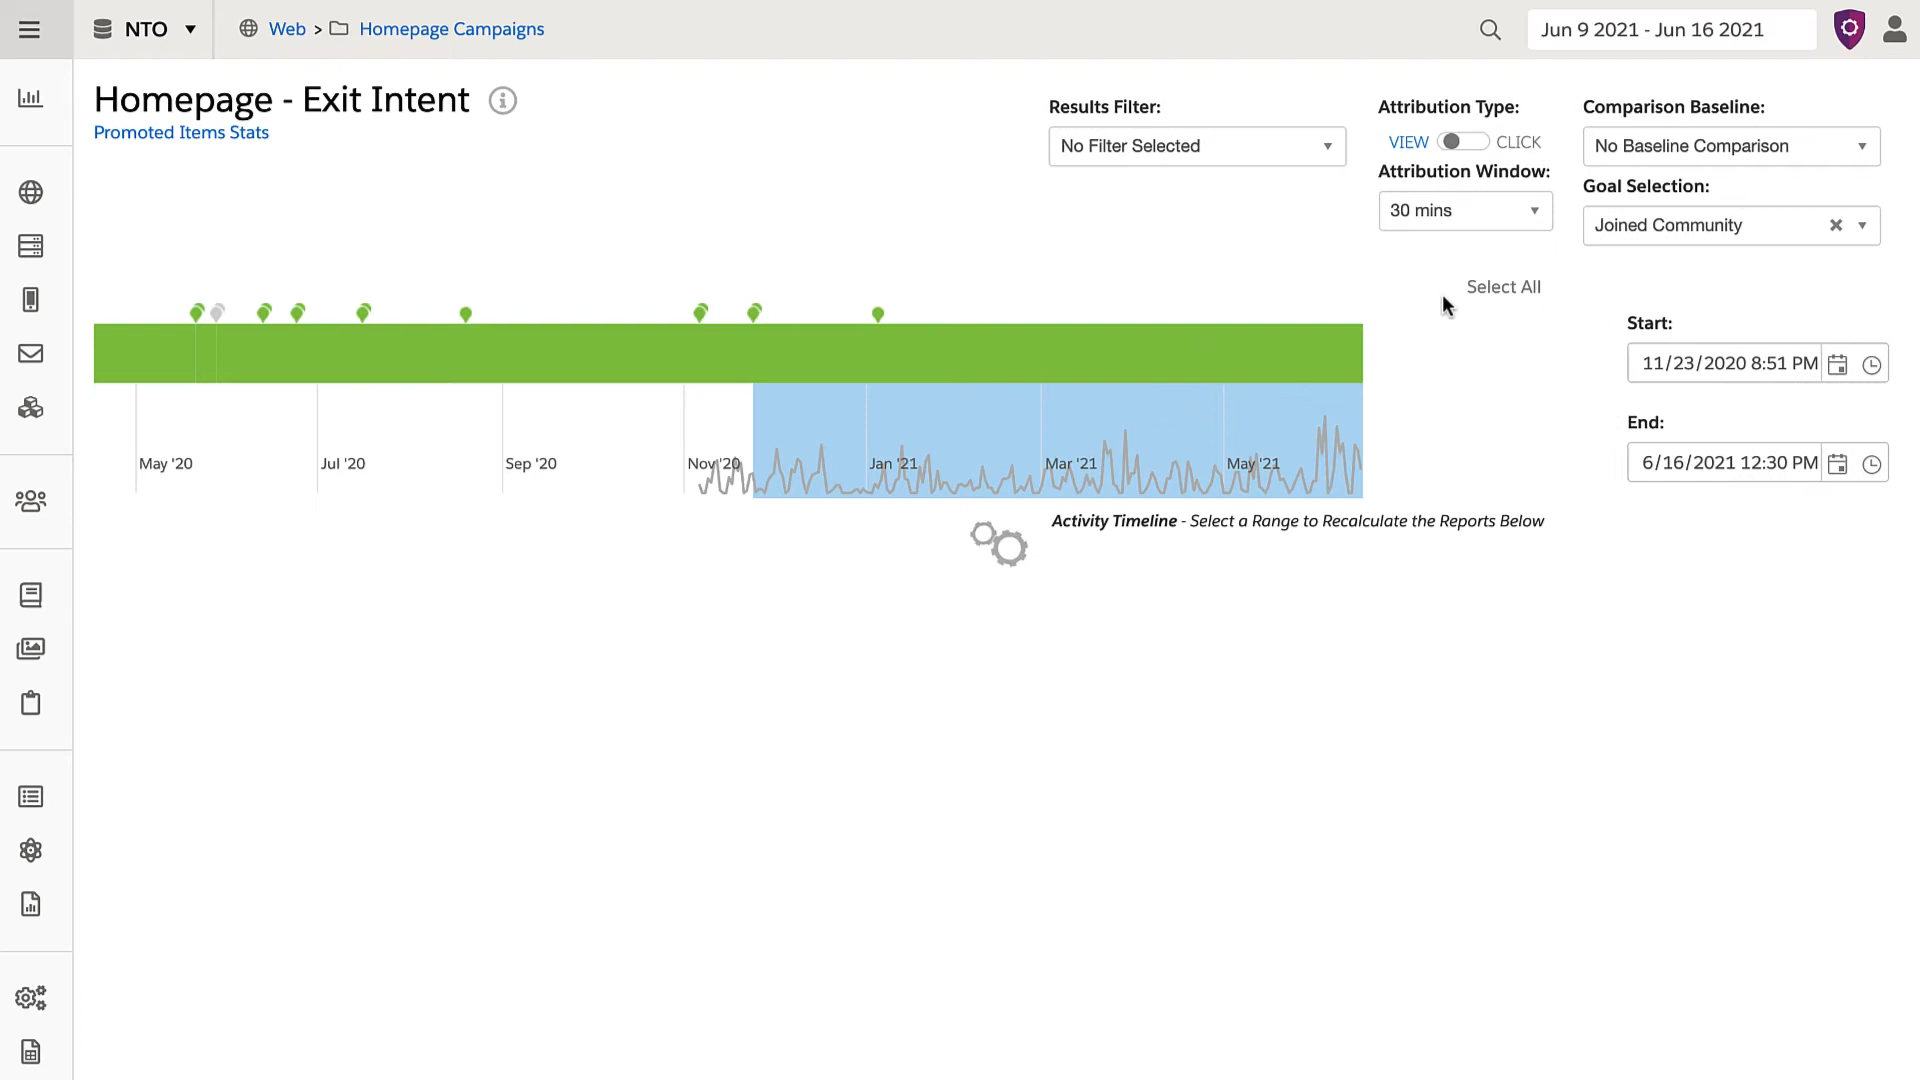 NTO
Web > Homepage Campaigns
Jun 9 2021 - Jun 16 2021
Homepage - Exit Intent
Promoted Items Stats
Results Filter:
No Filter Selected
Attribution Type:
VIEW CLICK
Attribution Window:
30 mins
Comparison Baseline:
No Baseline Comparison
Goal Selection:
Joined Community
Select All
Start:
11/23/2020 8:51 PM
End:
6/16/2021 12:30 PM
May '20 Jul '20 Sep '20 Nov '20 Jan '21 Mar '21 May '21
Activity Timeline - Select a Range to Recalculate the Reports Below